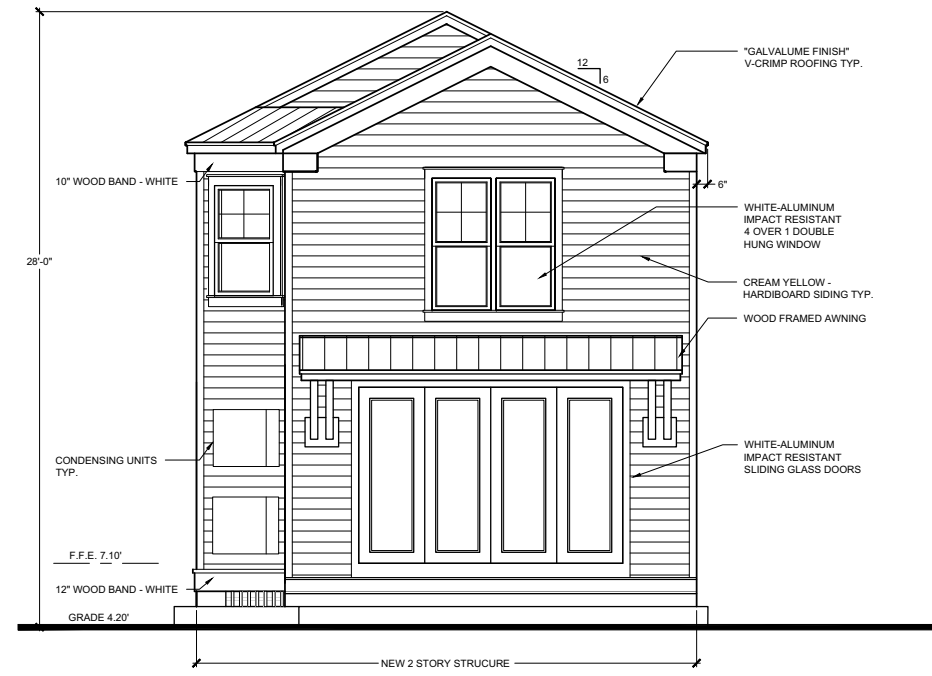 "GALVALUME FINISH"
V-CRIMP ROOFING TYP.
12
6
10" WOOD BAND - WHITE
6"
WHITE-ALUMINUM
IMPACT RESISTANT
4 OVER 1 DOUBLE
HUNG WINDOW
28'-0"
CREAM YELLOW -
HARDIBOARD SIDING TYP.
WOOD FRAMED AWNING
CONDENSING UNITS
TYP.
WHITE-ALUMINUM
IMPACT RESISTANT
SLIDING GLASS DOORS
F.F.E. 7.10'
12" WOOD BAND - WHITE
GRADE 4.20'
NEW 2 STORY STRUCURE